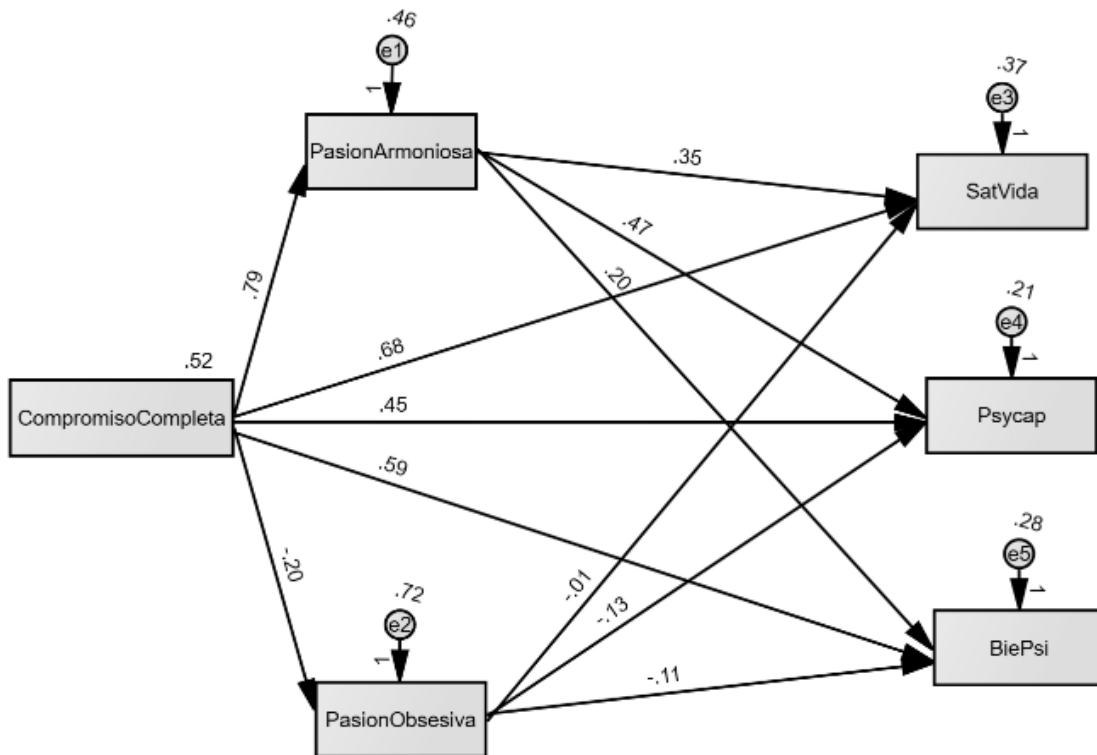 .46
e1
1
PasionArmoniosa
.37
e3
1
SatVida
.35
.47
.20
.79
.68
.21
e4
1
Psycap
.52
CompromisoCompleta
.45
.59
-.20
-.01
-.13
-.11
.28
e5
1
BiePsi
.72
e2
1
PasionObsesiva